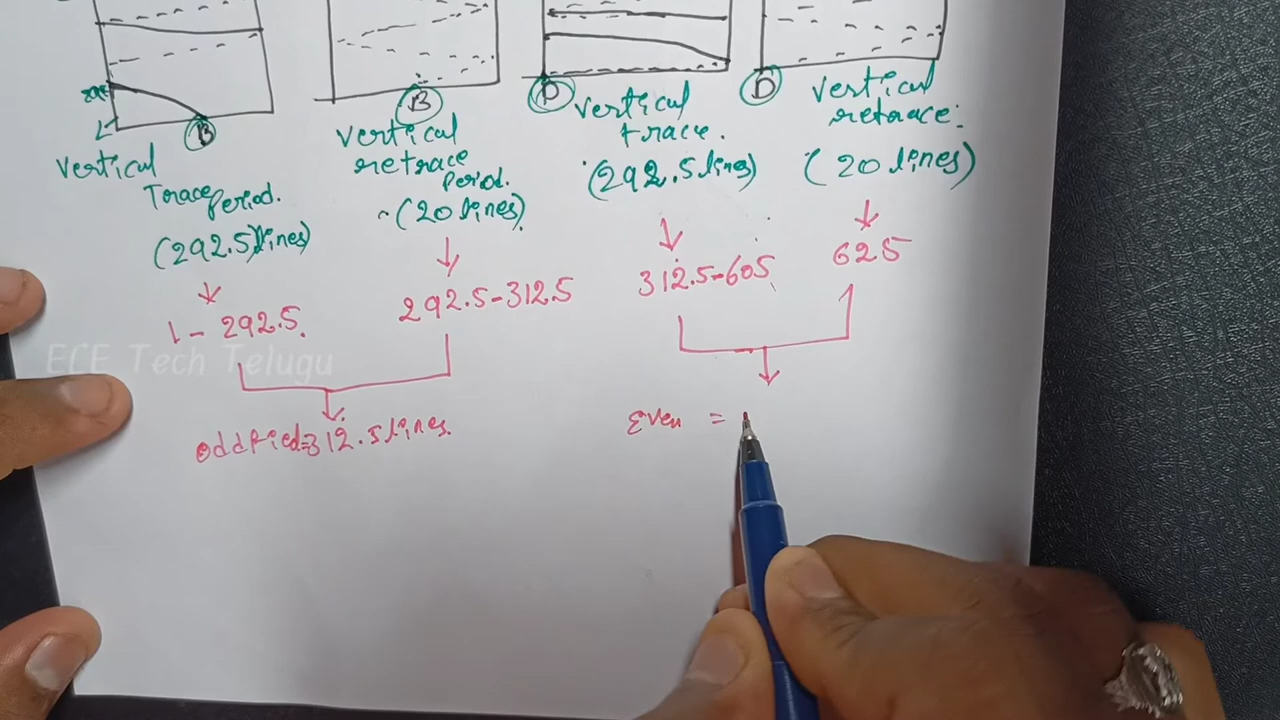 B
B
D
D
Vertical
Trace period.
(292.5) lines)
vertical
retrace
period.
(20 lines)
vertical
trace.
(292.5 lines)
vertical
retrace:
(20 lines)
1 - 292.5.
292.5-312.5
312.5-605
625
ECE Tech Telugu
oddfied=312.5 lines.
Even =